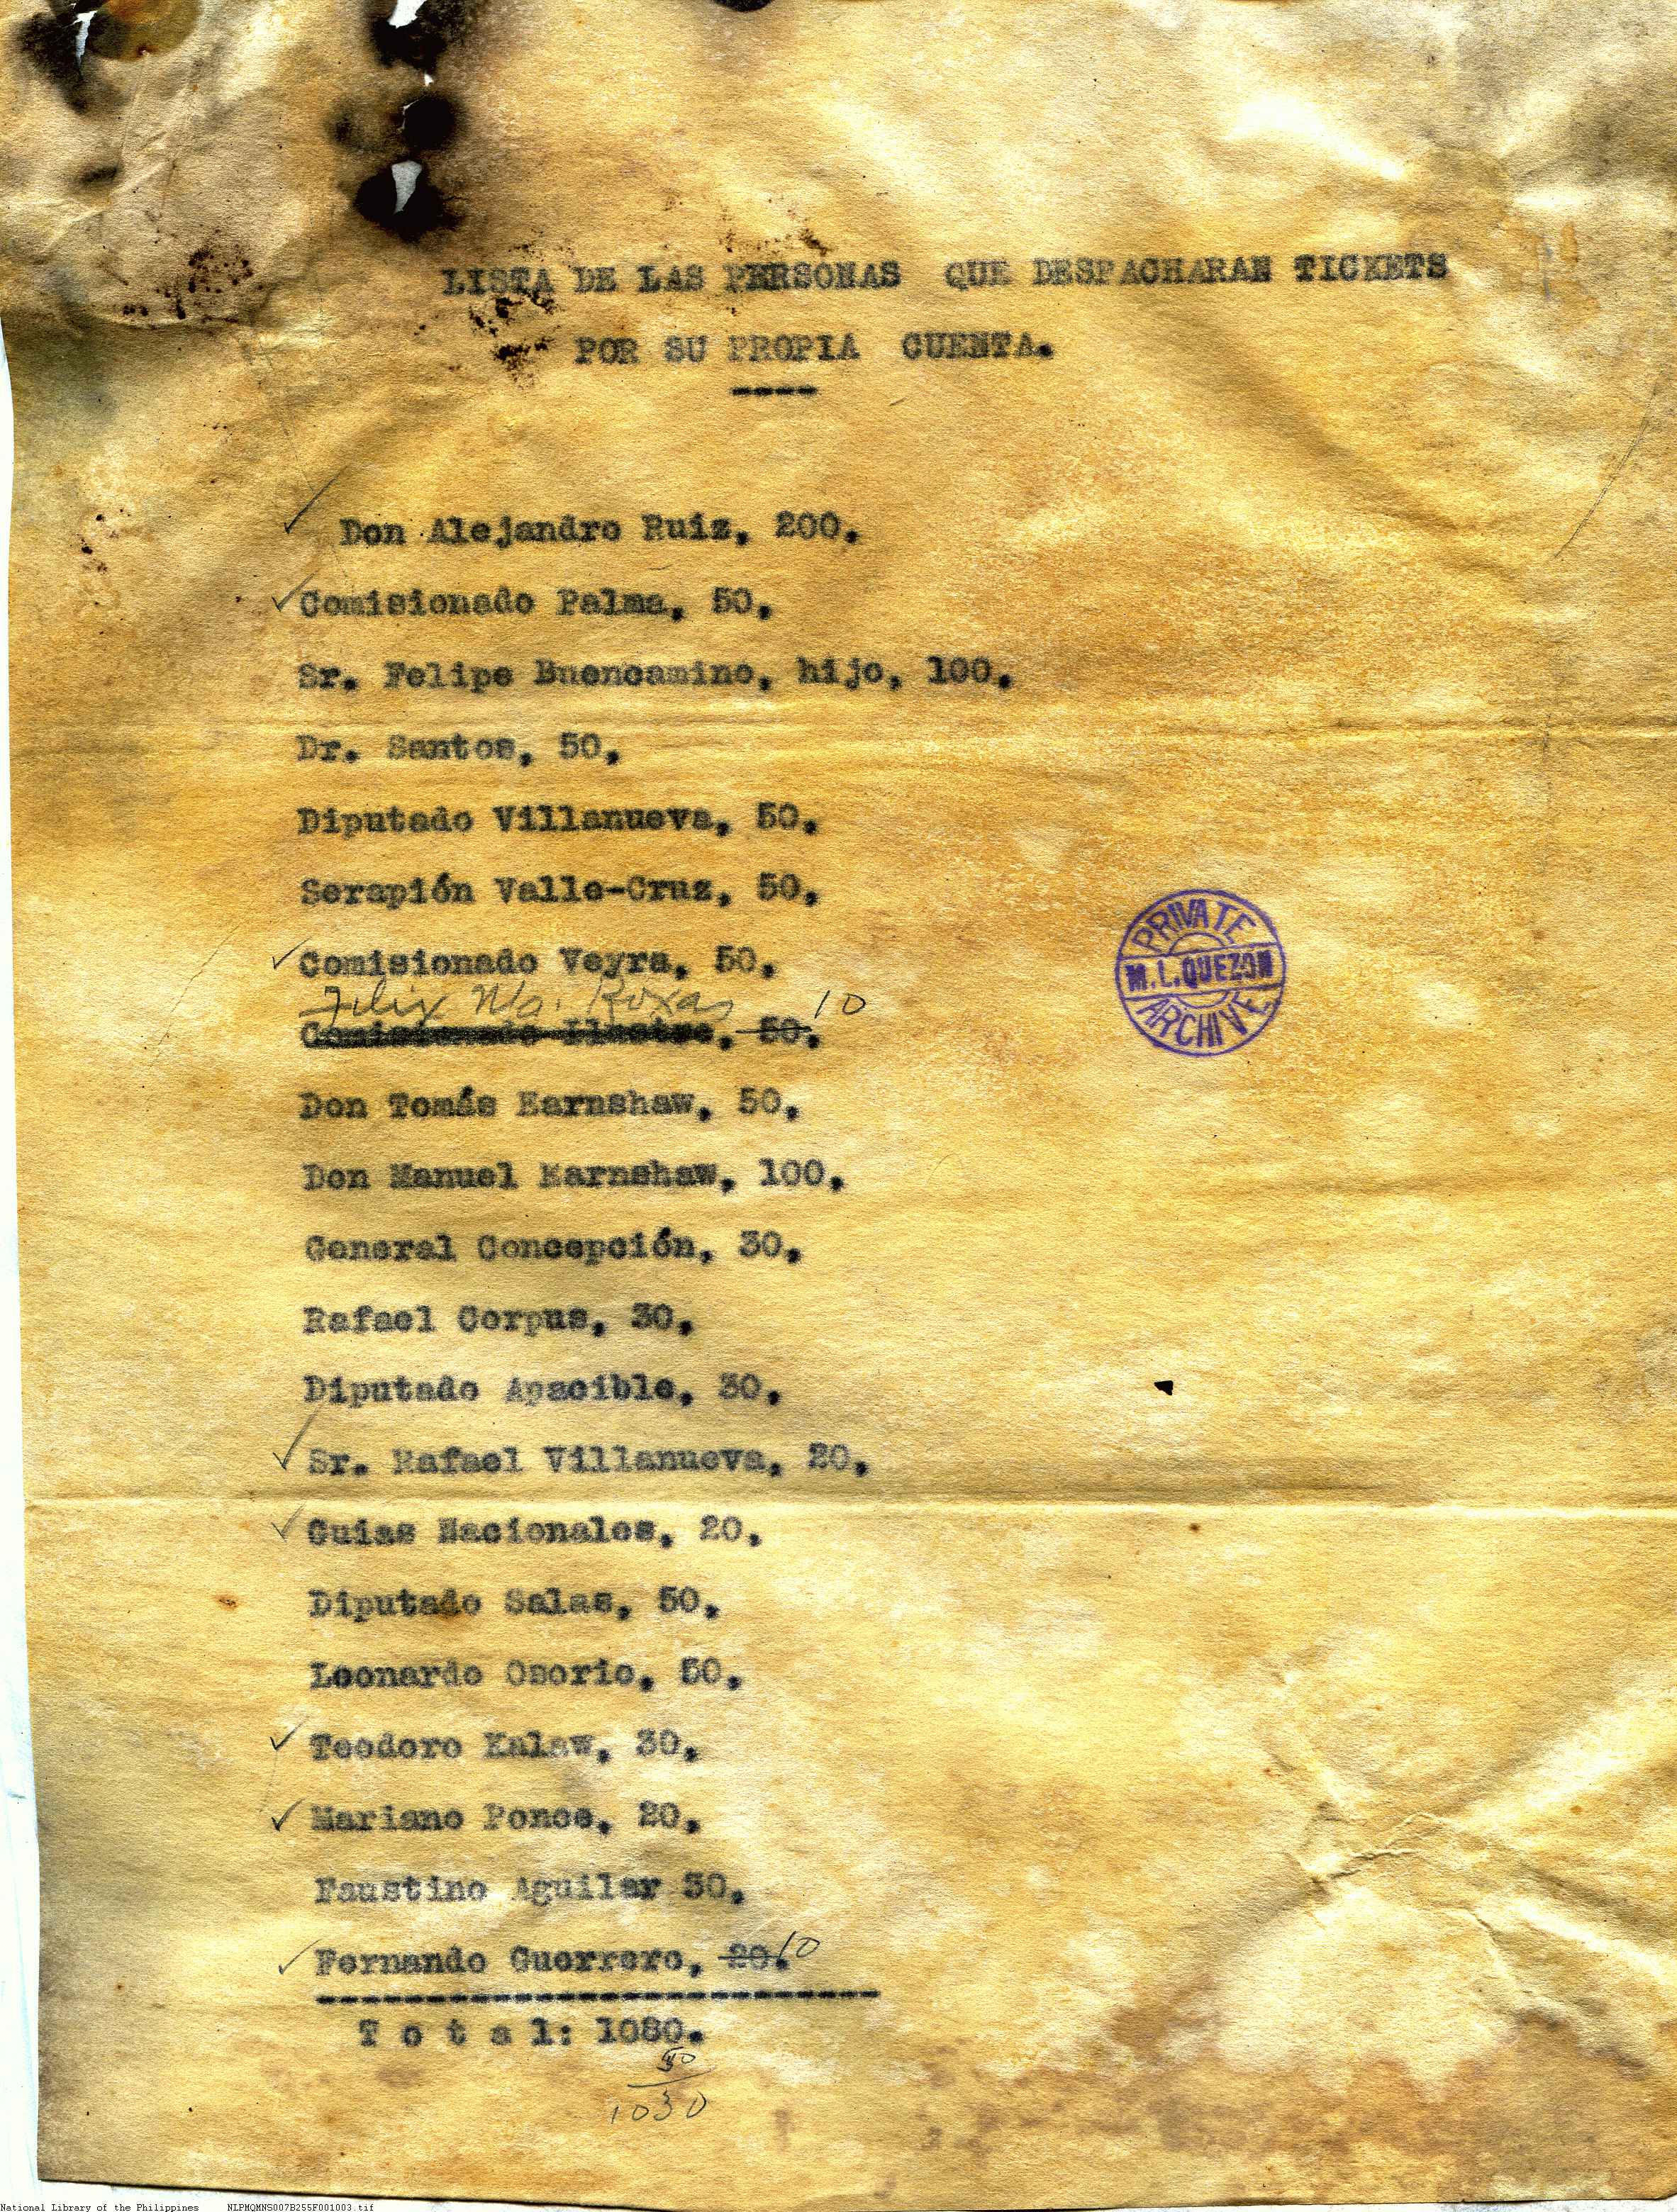 LISTA DE LAS PERSONAS QUE DESPACHARAN TICKETS
POR SU PROPIA CUENTA.
Don Alejandro Ruiz, 200,
Comisionado Palma, 50,
Sr. Felipe Buencamino, hijo, 100,
Dr. Santos, 50,
Diputado Villanueva, 50,
Serapión Valle-Cruz, 50,
Comisionado Veyra, 50,
Felix Ma. Roxas 10
Comisionado Ilustre, 50,
Don Tomás Earnshaw, 50,
Don Manuel Earnshaw, 100,
General Concepción, 30,
Rafael Corpus, 30,
Diputado Apacible, 30,
Sr. Rafael Villanueva, 20,
Guias Nacionales, 20,
Diputado Salas, 50,
Leonardo Osorio, 50,
Teodoro Kalaw, 30,
Mariano Ponce, 20,
Faustino Aguilar 30,
Fernando Guerrero, 20. 10
T o t a l: 1080.
50
1030
PRIVATE
M.L.QUEZON
ARCHIVE
National Library of the Philippines NLPMQMNS007B255F001003.tif